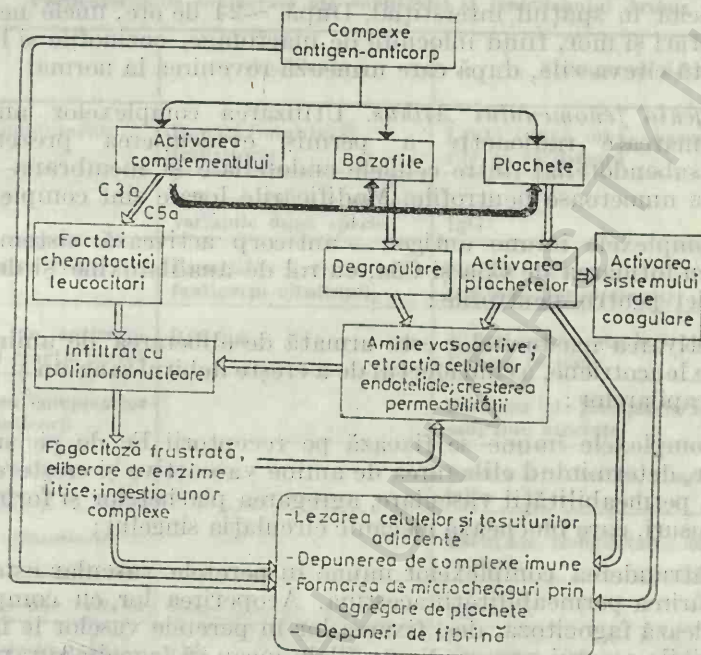 Compexe
antigen-anticorp
Activarea
complementului
Bazofile
Plachete
C3a
C5a
Factori
chemotactici
leucocitari
Degranulare
Activarea
plachetelor
Activarea
sistemului
de
coagulare
Infiltrat cu
polimorfonucleare
Amine vasoactive;
retracția celulelor
endoteliale; creșterea
permeabilității
Fagocitoză frustrată,
eliberare de enzime
litice; ingestia unor
complexe
- Lezarea celulelor și țesuturilor
adiacente
- Depunerea de complexe imune
- Formarea de microcheaguri prin
agregare de plachete
- Depuneri de fibrină